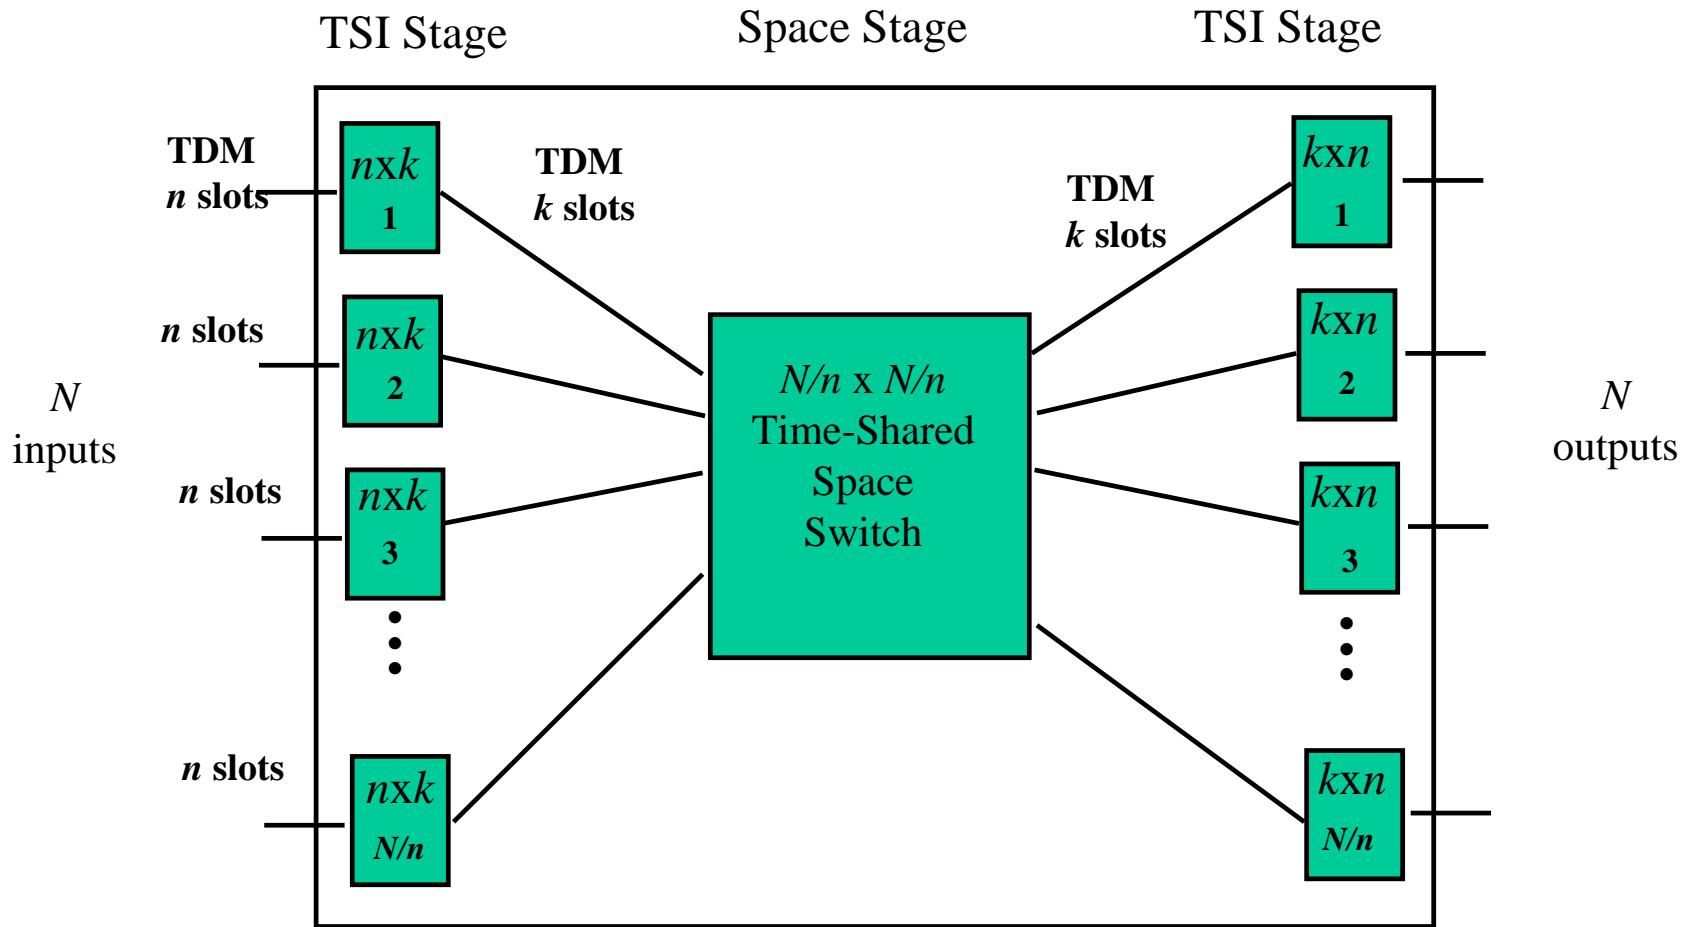 TSI Stage
Space Stage
TSI Stage
TDM
n slots
nxk
1
TDM
k slots
TDM
k slots
kxn
1
n slots
nxk
2
kxn
2
N
inputs
N/n x N/n
Time-Shared
Space
Switch
N
outputs
n slots
nxk
3
kxn
3
n slots
nxk
N/n
kxn
N/n